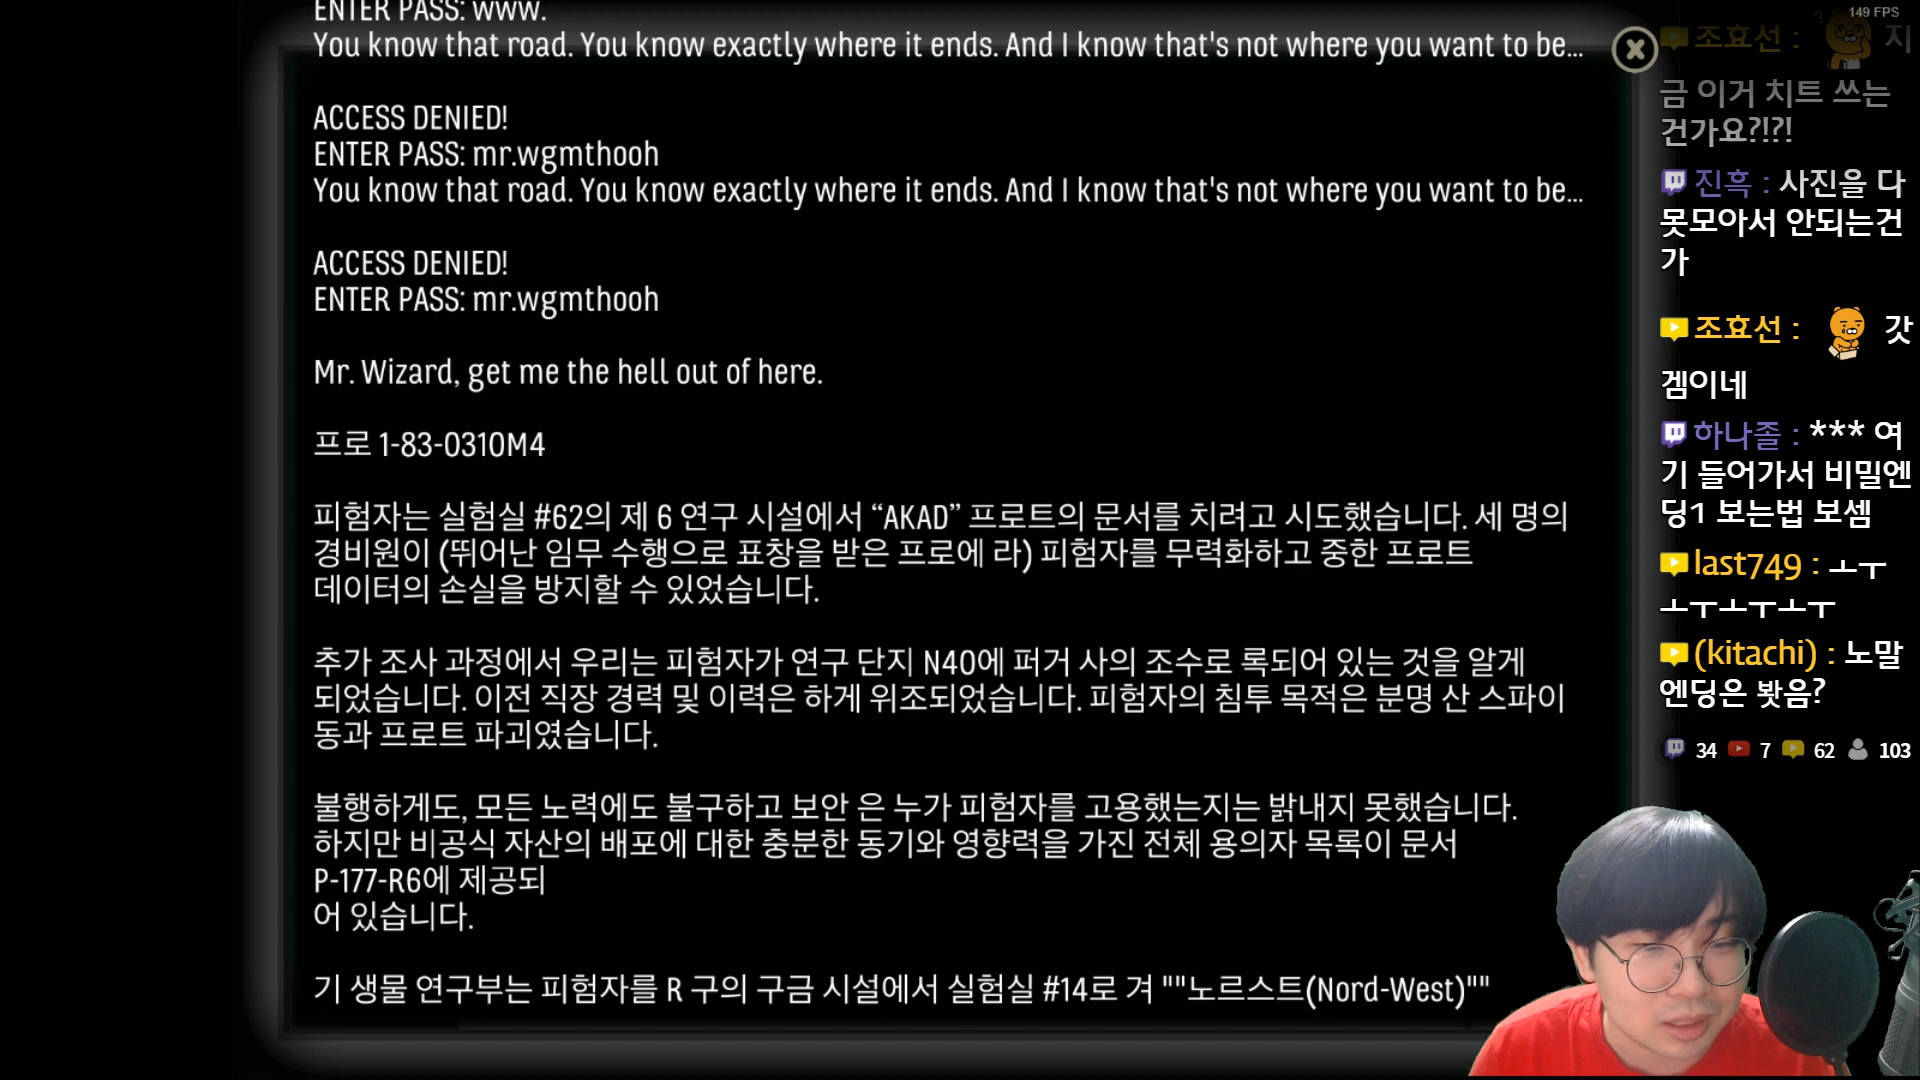 ENTER PASS: www.
You know that road. You know exactly where it ends. And I know that's not where you want to be...
ACCESS DENIED!
ENTER PASS: mr.wgmthooh
You know that road. You know exactly where it ends. And I know that's not where you want to be...
ACCESS DENIED!
ENTER PASS: mr.wgmthooh
Mr. Wizard, get me the hell out of here.
프로 1-83-0310M4
피험자는 실험실 #62의 제 6 연구 시설에서 “AKAD” 프로트의 문서를 치려고 시도했습니다. 세 명의
경비원이 (뛰어난 임무 수행으로 표창을 받은 프로에 라) 피험자를 무력화하고 중한 프로트
데이터의 손실을 방지할 수 있었습니다.
추가 조사 과정에서 우리는 피험자가 연구 단지 N40에 퍼거 사의 조수로 록되어 있는 것을 알게
되었습니다. 이전 직장 경력 및 이력은 하게 위조되었습니다. 피험자의 침투 목적은 분명 산 스파이
동과 프로트 파괴였습니다.
불행하게도, 모든 노력에도 불구하고 보안 은 누가 피험자를 고용했는지는 밝내지 못했습니다.
하지만 비공식 자산의 배포에 대한 충분한 동기와 영향력을 가진 전체 용의자 목록이 문서
P-177-R6에 제공되
어 있습니다.
기 생물 연구부는 피험자를 R 구의 구금 시설에서 실험실 #14로 겨 ""노르스트(Nord-West)""
149 FPS
조효선 : 지
금 이거 치트 쓰는
건가요?!?!
진흑 : 사진을 다
못모아서 안되는건
가
조효선 : 갓
겜이네
하나졸 : *** 여
기 들어가서 비밀엔
딩1 보는법 보셈
last749 : ㅗㅜ
ㅗㅜㅗㅜㅗㅜ
(kitachi) : 노말
엔딩은 봣음?
34 7 62 103